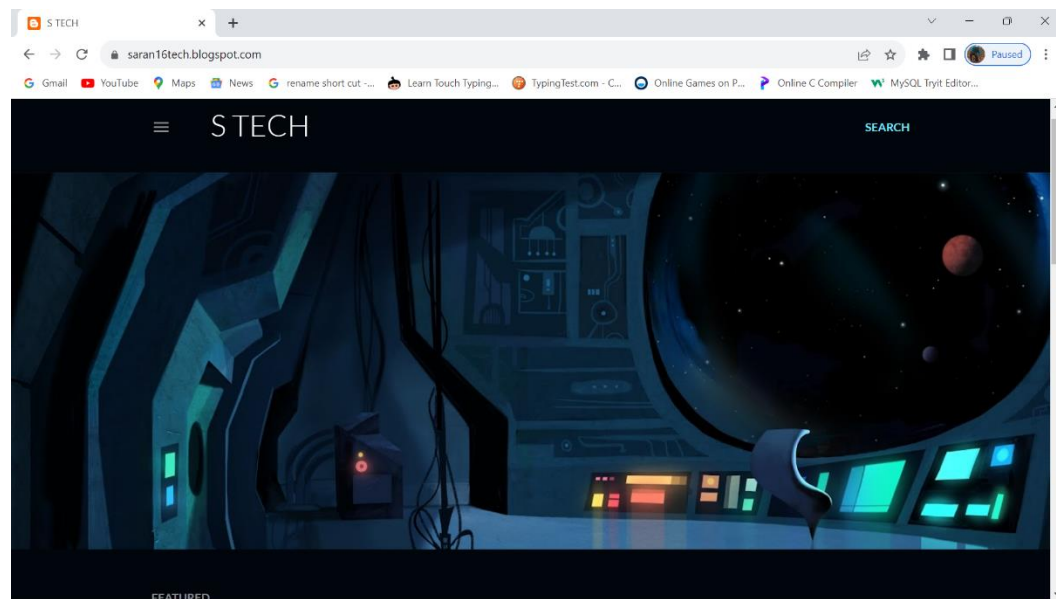 S TECH
saran16tech.blogspot.com
Paused
Gmail YouTube Maps News rename short cut -... Learn Touch Typing... TypingTest.com - C... Online Games on P... Online C Compiler MySQL Tryit Editor...
S TECH
SEARCH
FEATURED